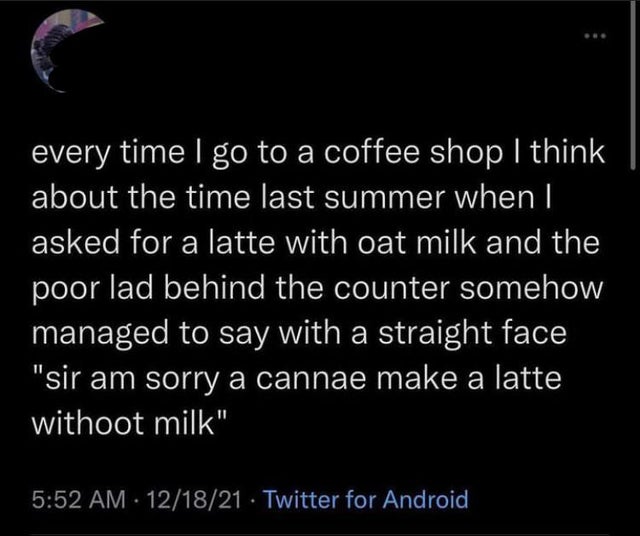 every time I go to a coffee shop I think
about the time last summer when I
asked for a latte with oat milk and the
poor lad behind the counter somehow
managed to say with a straight face
"sir am sorry a cannae make a latte
withoot milk"
5:52 AM · 12/18/21 · Twitter for Android